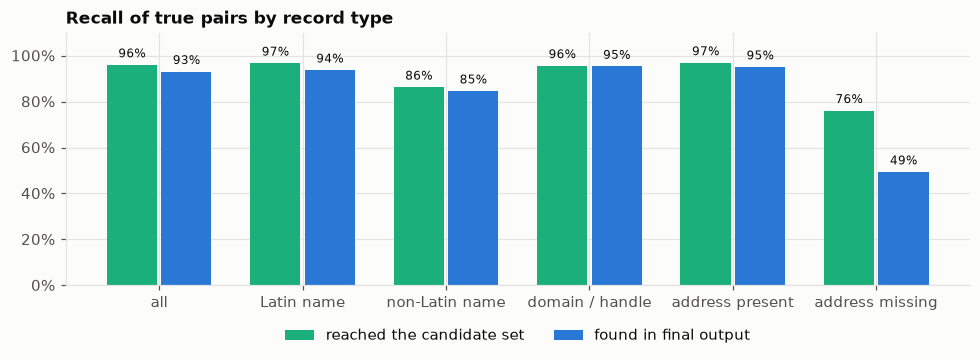 Recall of true pairs by record type
100%
80%
60%
40%
20%
0%
96% 93% 97% 94% 86% 85% 96% 95% 97% 95% 76% 49%
all Latin name non-Latin name domain / handle address present address missing
reached the candidate set found in final output